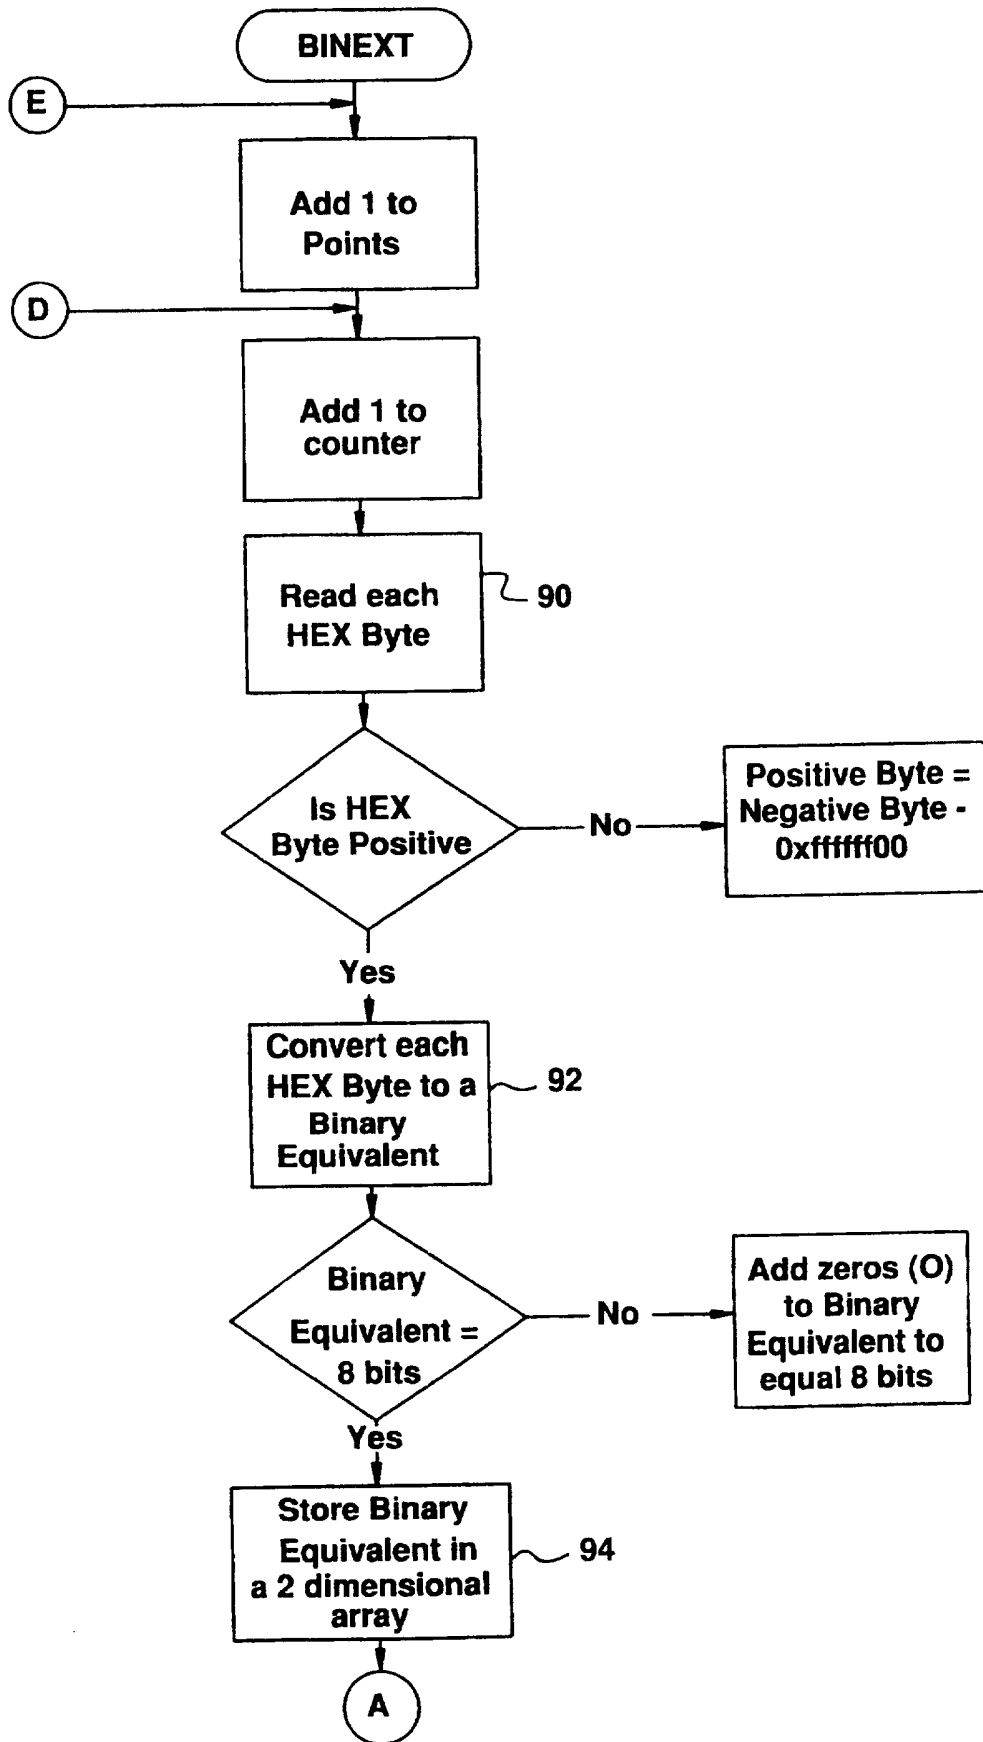 BINEXT
E
Add 1 to
Points
D
Add 1 to
counter
Read each
HEX Byte
90
Is HEX
Byte Positive
No
Positive Byte =
Negative Byte -
0xffffff00
Yes
Convert each
HEX Byte to a
Binary
Equivalent
92
Binary
Equivalent =
8 bits
No
Add zeros (O)
to Binary
Equivalent to
equal 8 bits
Yes
Store Binary
Equivalent in
a 2 dimensional
array
94
A